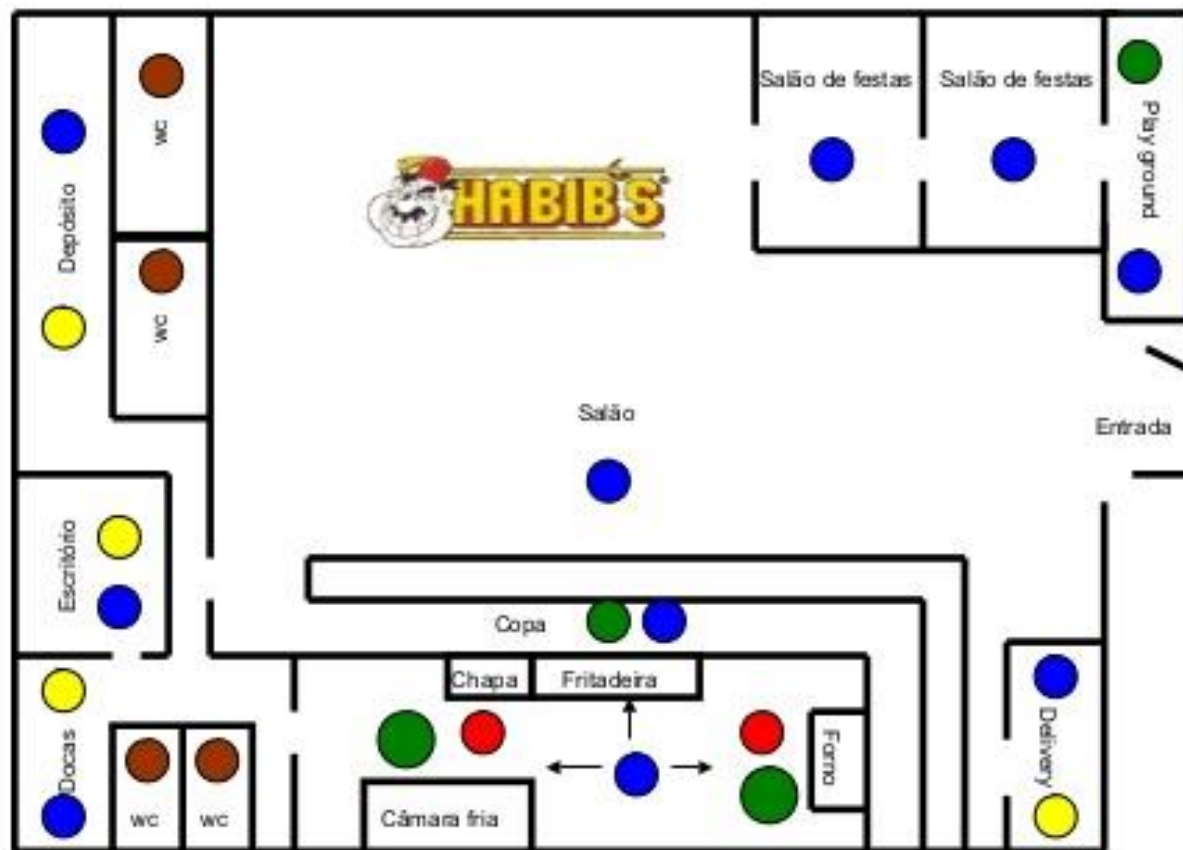 Salão de festas
Salão de festas
Play ground
wc
Depósito
HABIB'S
wc
Salão
Entrada
Escritório
Copa
Chapa
Fritadeira
Docas
Forno
Delivery
wc
wc
Câmara fria